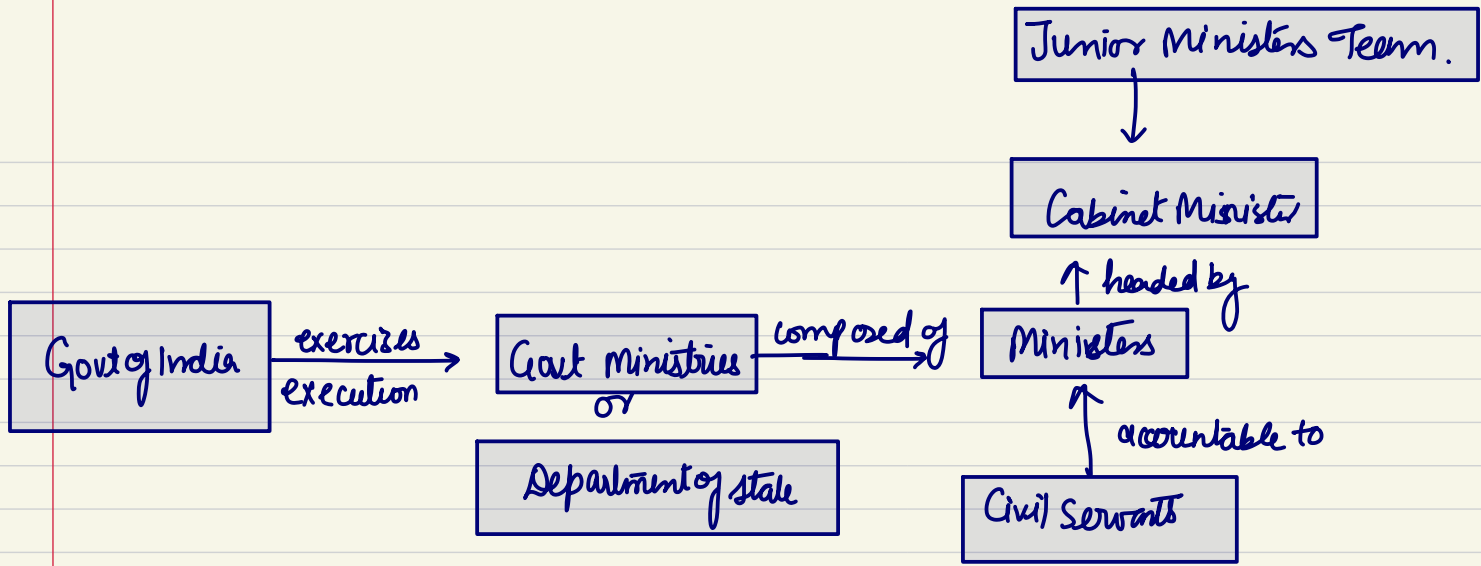 Junior Ministers Team.
Cabinet Minister
headed by
Govt of India
exercises
execution
Govt Ministries
or
Department of state
composed of
Ministers
accountable to
Civil Servants